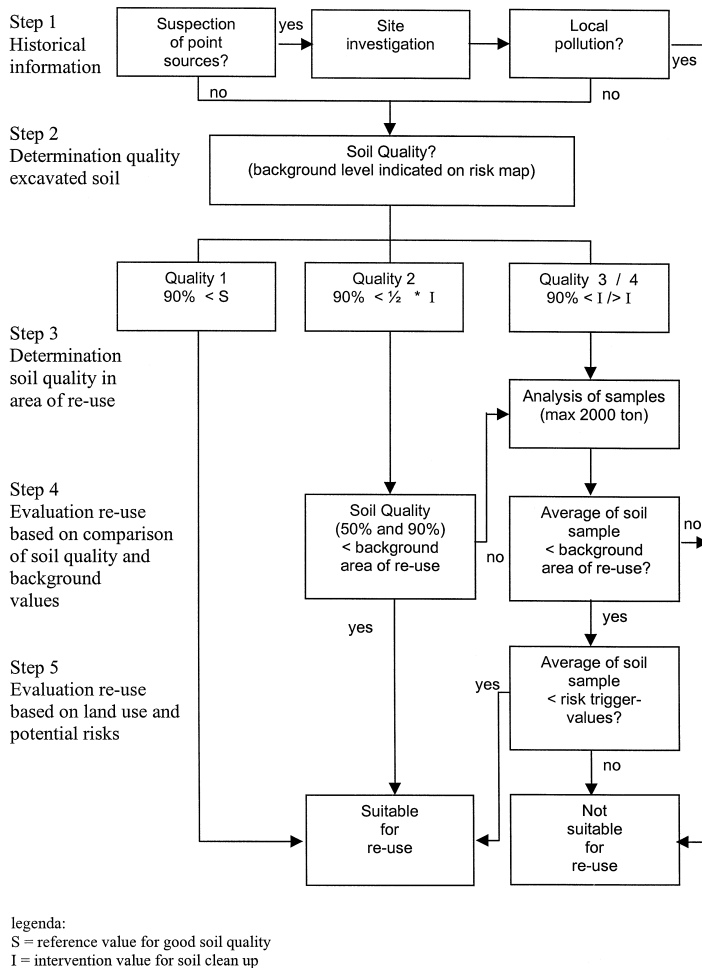 Step 1
Historical
information
Suspection
of point
sources?
yes
Site
investigation
Local
pollution?
yes
no
no
Step 2
Determination quality
excavated soil
Soil Quality?
(background level indicated on risk map)
Quality 1
90% < S
Quality 2
90% < ½ * I
Quality 3 / 4
90% < I /> I
Step 3
Determination
soil quality in
area of re-use
Analysis of samples
(max 2000 ton)
Step 4
Evaluation re-use
based on comparison
of soil quality and
background
values
Soil Quality
(50% and 90%)
< background
area of re-use
no
Average of soil
sample
< background
area of re-use?
no
yes
yes
Step 5
Evaluation re-use
based on land use and
potential risks
yes
Average of soil
sample
< risk trigger-
values?
no
Suitable
for
re-use
Not
suitable
for
re-use
legenda:
S = reference value for good soil quality
I = intervention value for soil clean up